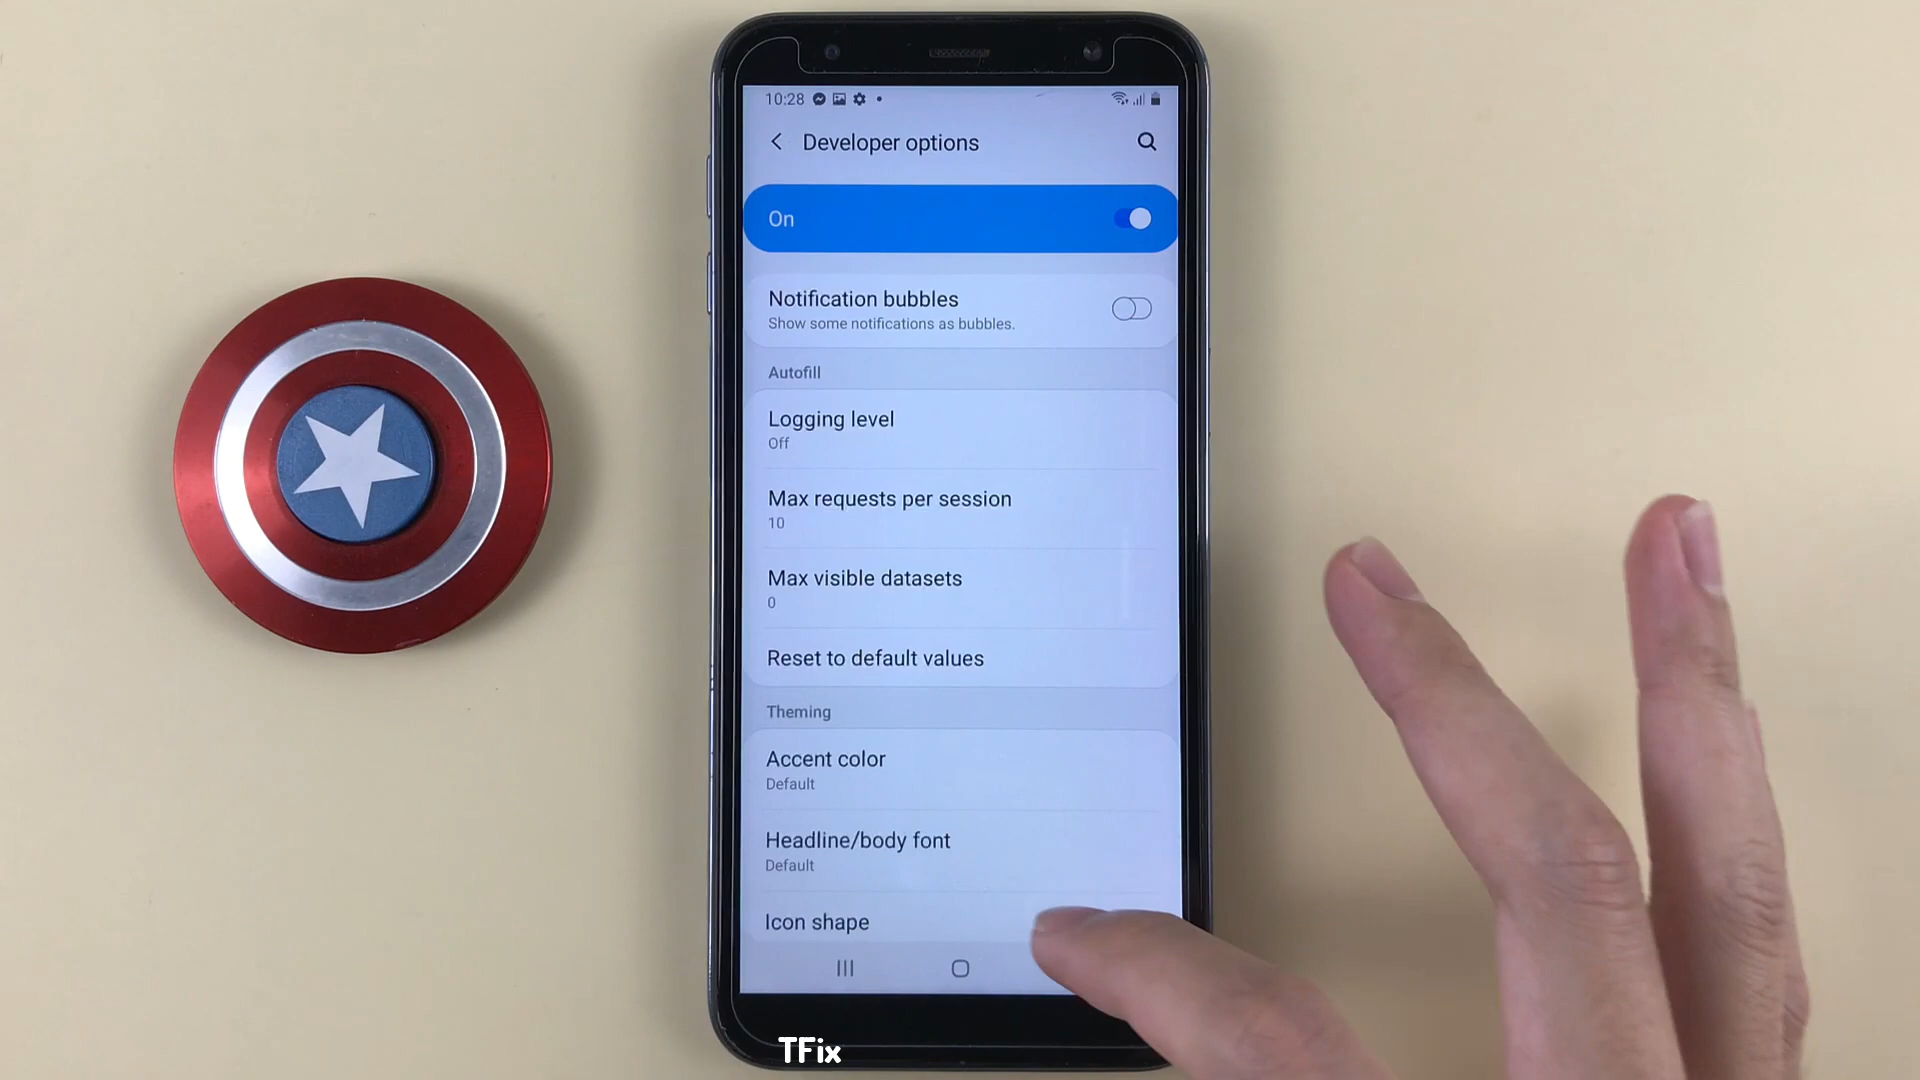 10:28
Developer options
On
Notification bubbles
Show some notifications as bubbles.
Autofill
Logging level
Off
Max requests per session
10
Max visible datasets
0
Reset to default values
Theming
Accent color
Default
Headline/body font
Default
Icon shape
TFix